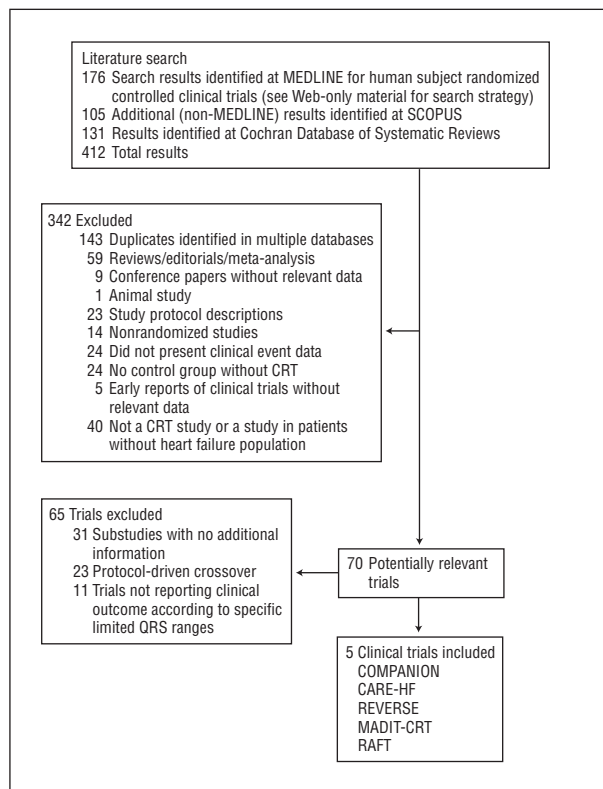 Literature search
176 Search results identified at MEDLINE for human subject randomized
controlled clinical trials (see Web-only material for search strategy)
105 Additional (non-MEDLINE) results identified at SCOPUS
131 Results identified at Cochran Database of Systematic Reviews
412 Total results
342 Excluded
143 Duplicates identified in multiple databases
59 Reviews/editorials/meta-analysis
9 Conference papers without relevant data
1 Animal study
23 Study protocol descriptions
14 Nonrandomized studies
24 Did not present clinical event data
24 No control group without CRT
5 Early reports of clinical trials without
relevant data
40 Not a CRT study or a study in patients
without heart failure population
65 Trials excluded
31 Substudies with no additional
information
23 Protocol-driven crossover
11 Trials not reporting clinical
outcome according to specific
limited QRS ranges
70 Potentially relevant
trials
5 Clinical trials included
COMPANION
CARE-HF
REVERSE
MADIT-CRT
RAFT